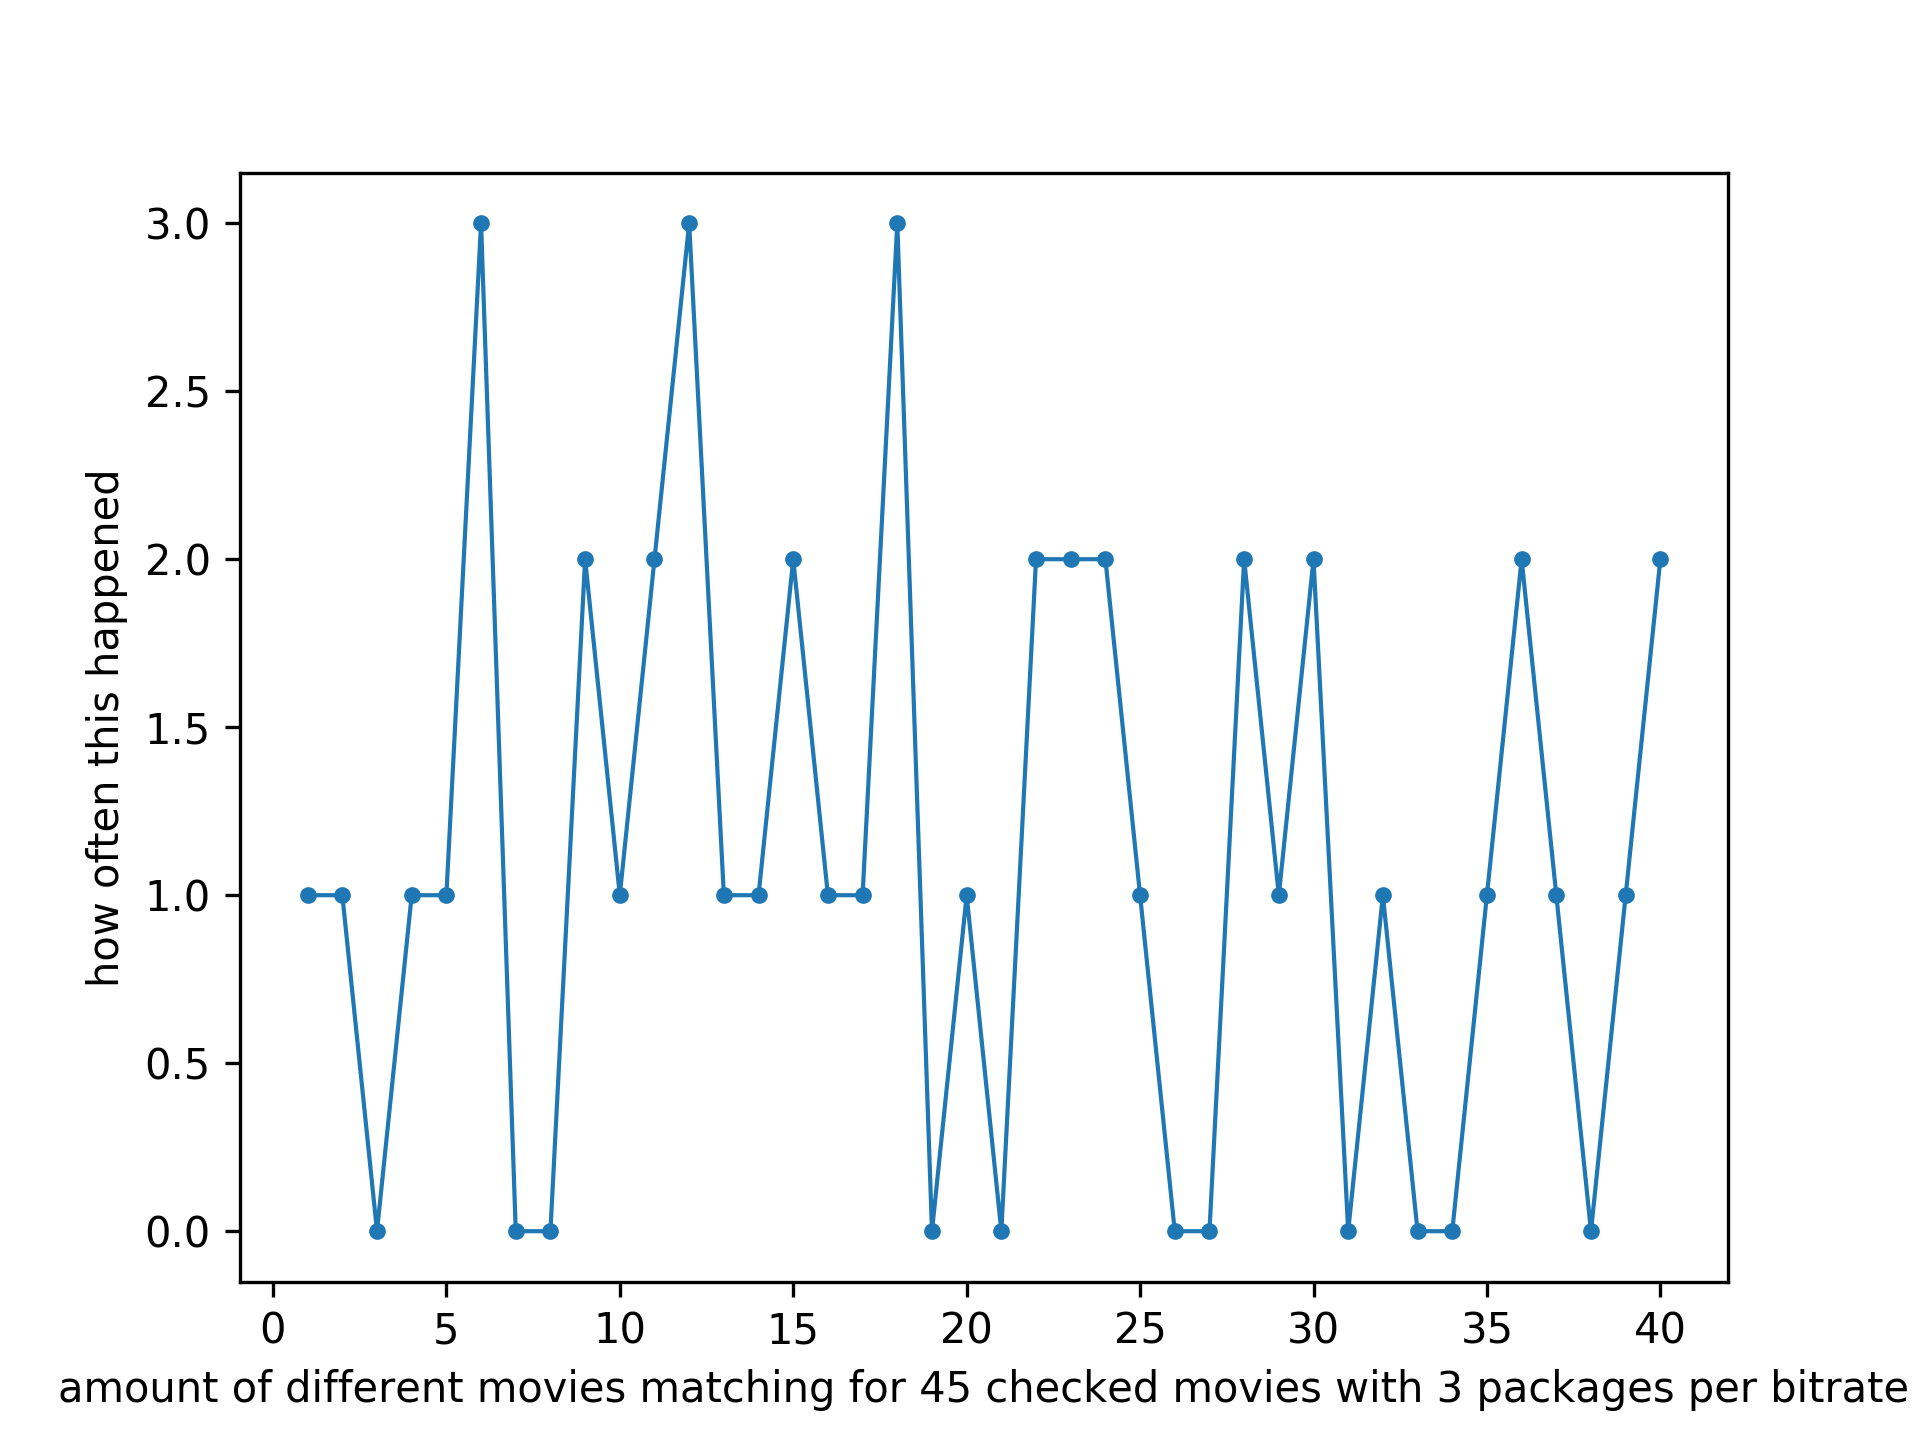 3.0
2.5
2.0
1.5
1.0
0.5
0.0
how often this happened
0 5 10 15 20 25 30 35 40
amount of different movies matching for 45 checked movies with 3 packages per bitrate